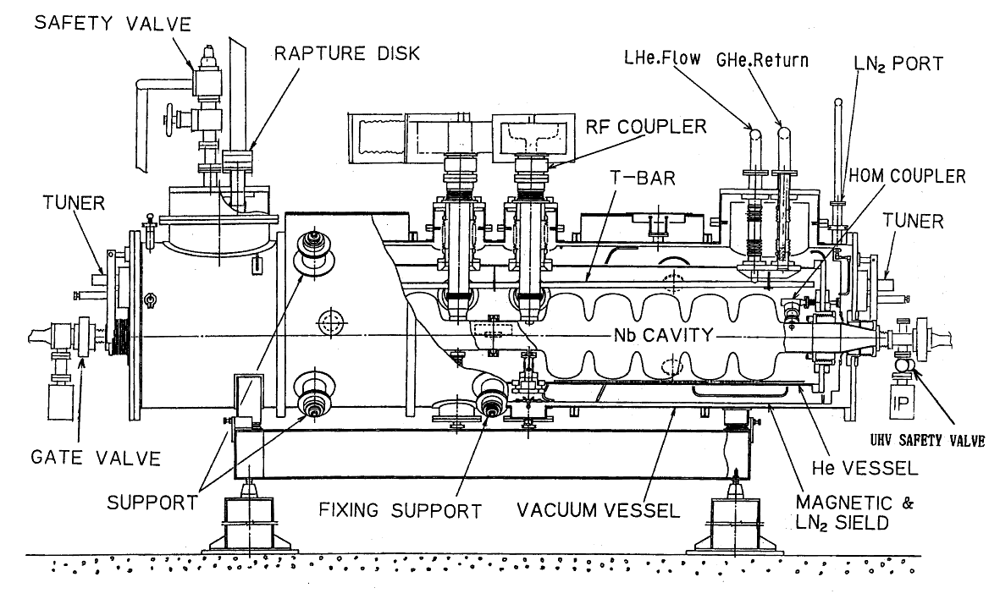 SAFETY VALVE
RAPTURE DISK
LHe.Flow
GHe.Return
LN₂ PORT
RF COUPLER
T-BAR
HOM COUPLER
TUNER
TUNER
Nb CAVITY
IP
UHV SAFETY VALVE
GATE VALVE
He VESSEL
SUPPORT
FIXING SUPPORT
VACUUM VESSEL
MAGNETIC &
LN₂ SIELD